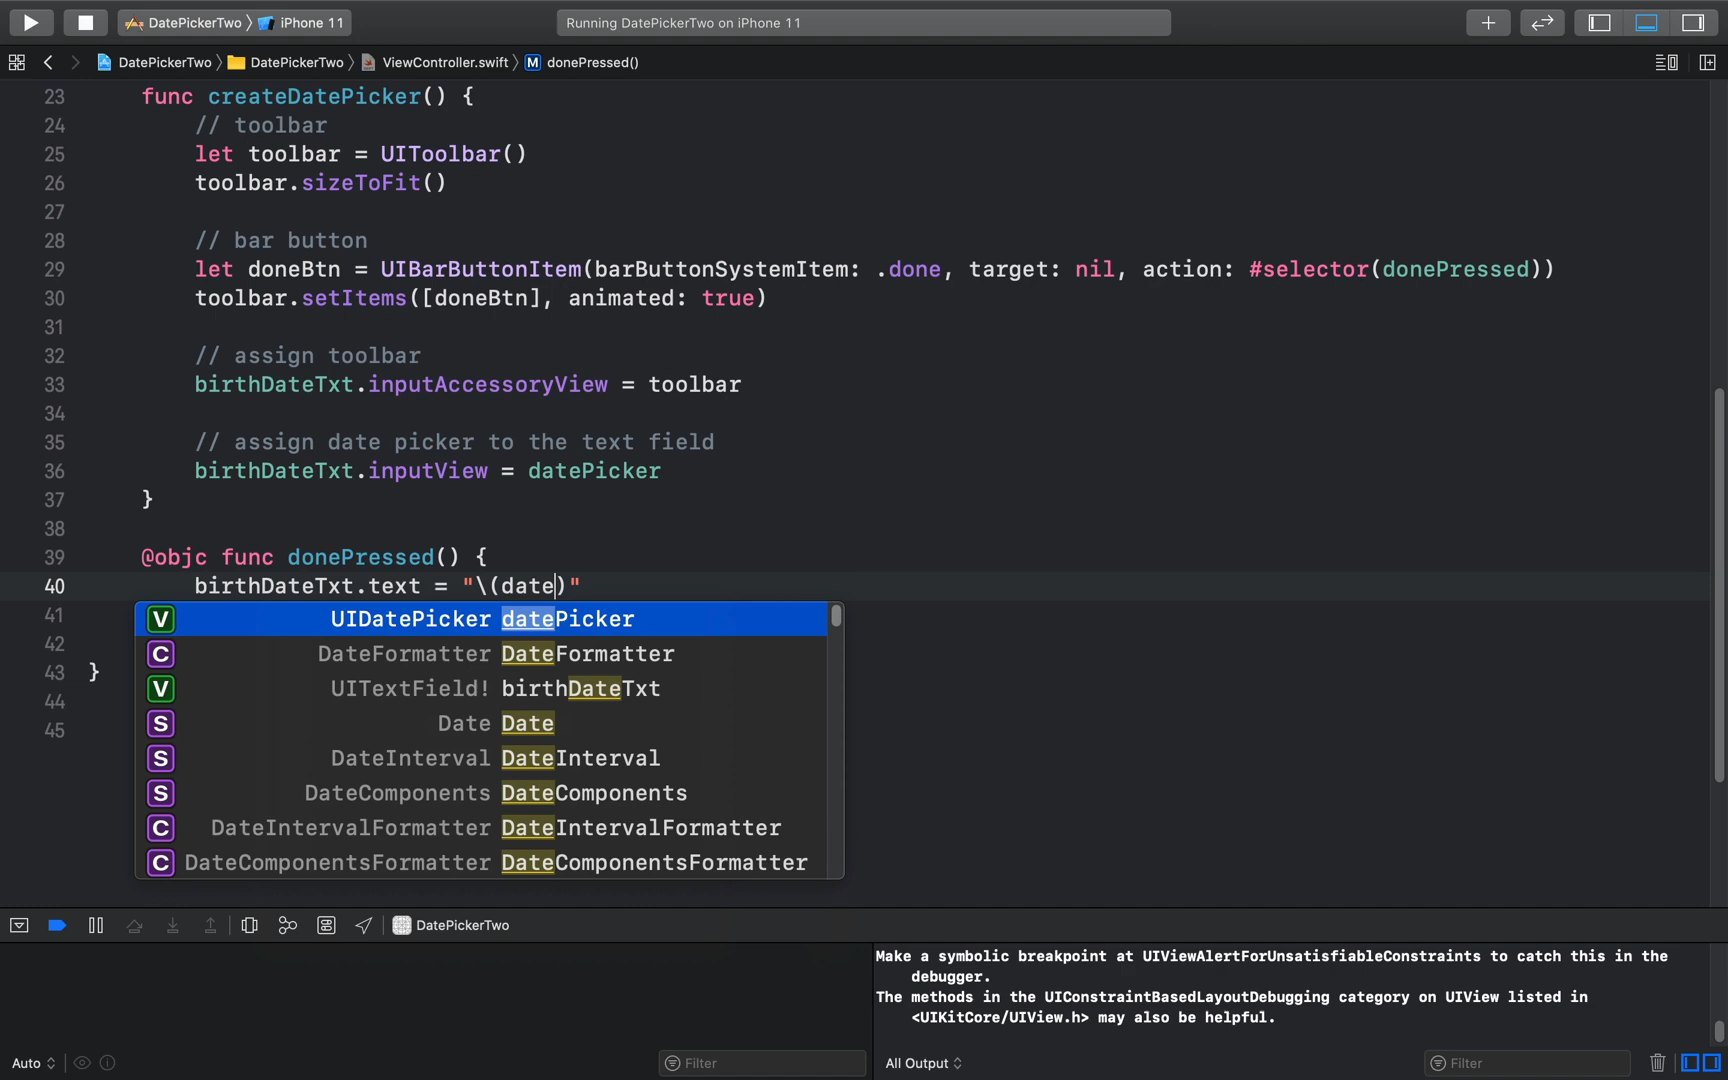 DatePickerTwo 〉 iPhone 11
Running DatePickerTwo on iPhone 11
DatePickerTwo 〉 DatePickerTwo 〉 ViewController.swift 〉 M donePressed()
23 func createDatePicker() {
24 // toolbar
25 let toolbar = UIToolbar()
26 toolbar.sizeToFit()
27
28 // bar button
29 let doneBtn = UIBarButtonItem(barButtonSystemItem: .done, target: nil, action: #selector(donePressed))
30 toolbar.setItems([doneBtn], animated: true)
31
32 // assign toolbar
33 birthDateTxt.inputAccessoryView = toolbar
34
35 // assign date picker to the text field
36 birthDateTxt.inputView = datePicker
37 }
38
39 @objc func donePressed() {
40 birthDateTxt.text = "\(date)"
41 V UIDatePicker datePicker
42 C DateFormatter DateFormatter
43 }
V UITextField! birthDateTxt
44
S Date Date
45
S DateInterval DateInterval
S DateComponents DateComponents
C DateIntervalFormatter DateIntervalFormatter
C DateComponentsFormatter DateComponentsFormatter
DatePickerTwo
Make a symbolic breakpoint at UIViewAlertForUnsatisfiableConstraints to catch this in the
debugger.
The methods in the UIConstraintBasedLayoutDebugging category on UIView listed in
<UIKitCore/UIView.h> may also be helpful.
Auto Filter All Output Filter